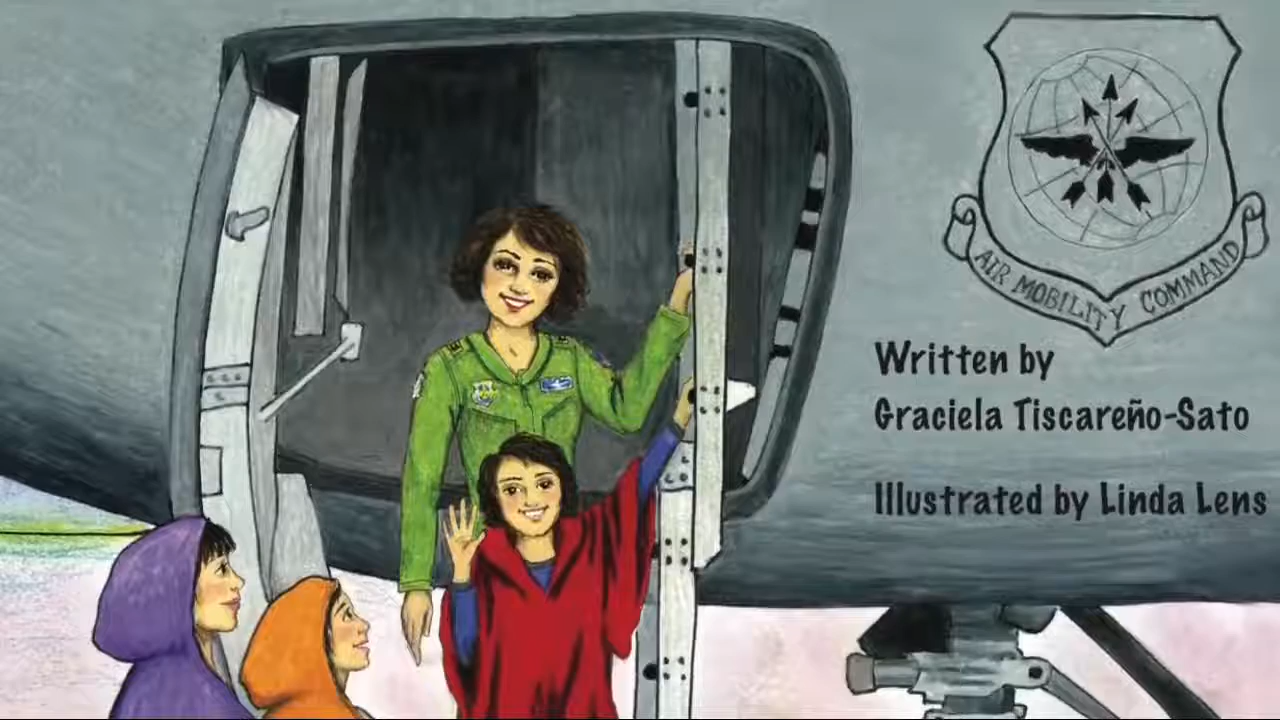 AIR MOBILITY COMMAND
Written by
Graciela Tiscareño-Sato
Illustrated by Linda Lens